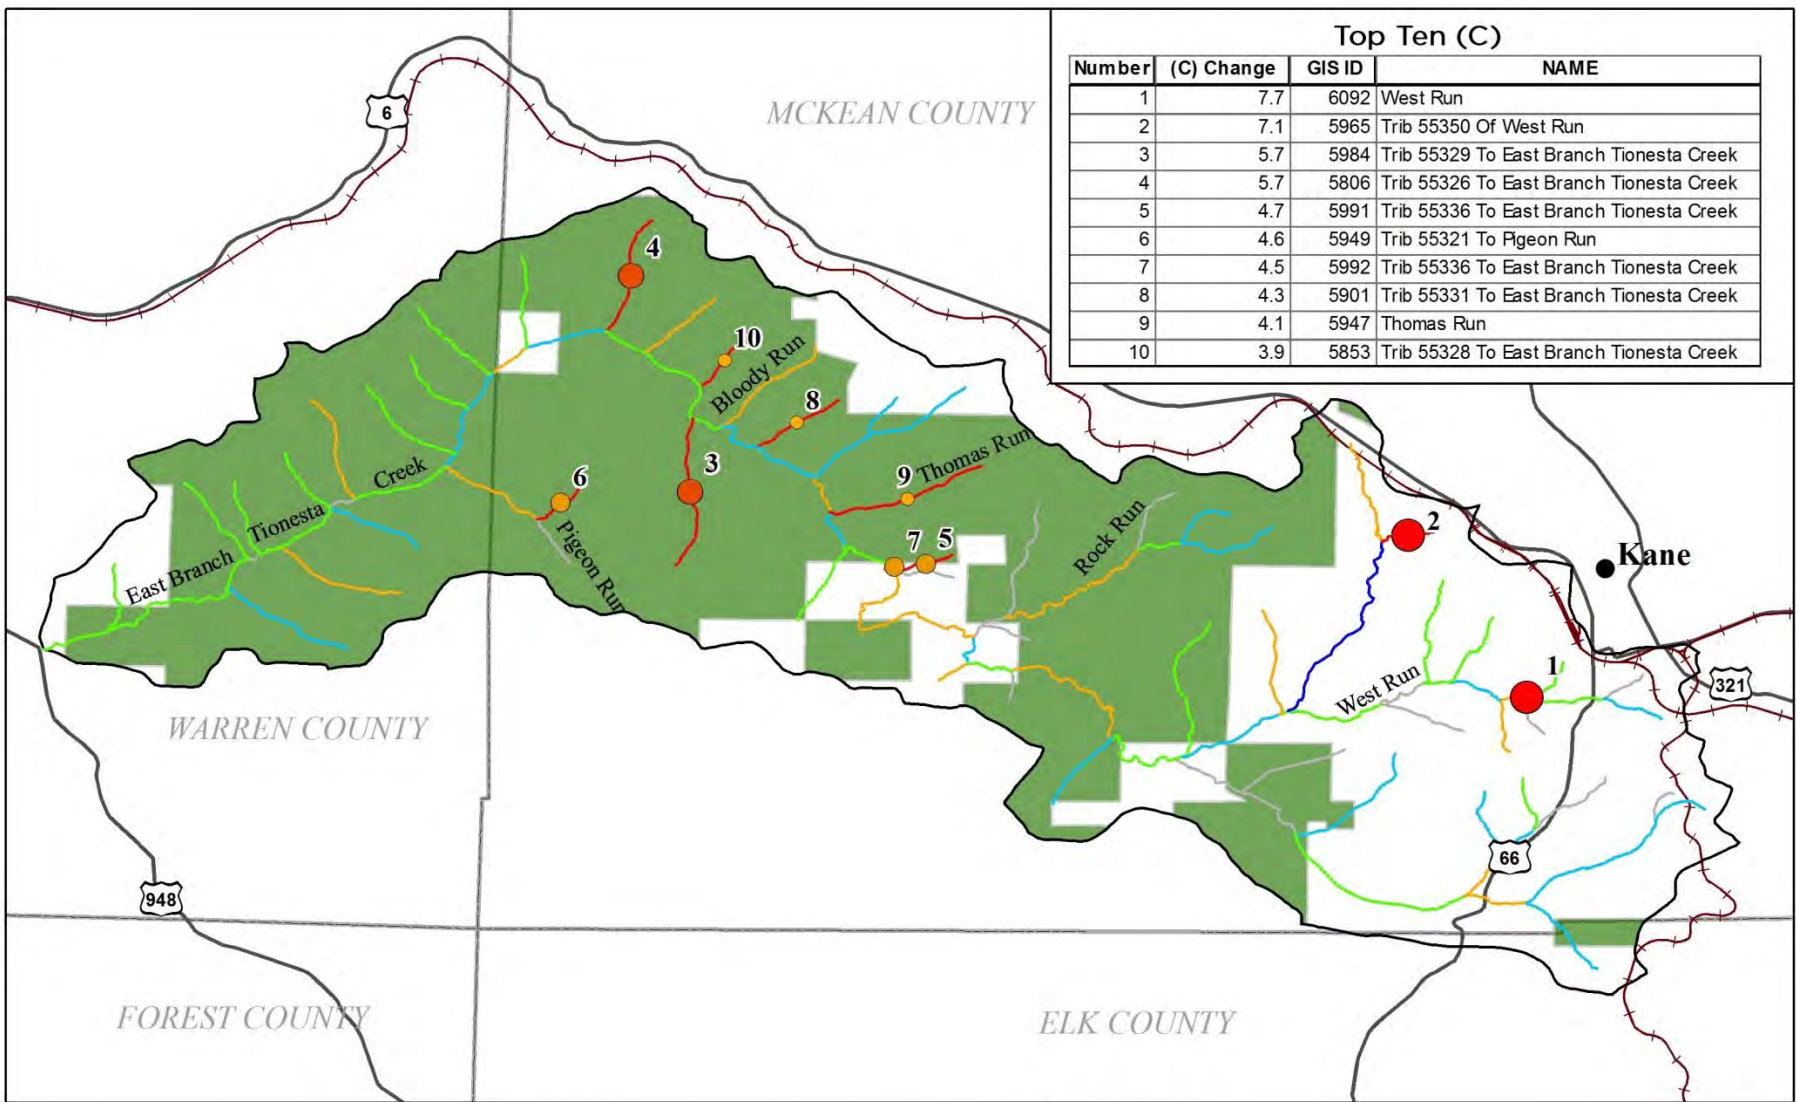 Top Ten (C)
Number (C) Change GIS ID NAME
1 7.7 6092 West Run
2 7.1 5965 Trib 55350 Of West Run
3 5.7 5984 Trib 55329 To East Branch Tionesta Creek
4 5.7 5806 Trib 55326 To East Branch Tionesta Creek
5 4.7 5991 Trib 55336 To East Branch Tionesta Creek
6 4.6 5949 Trib 55321 To Pigeon Run
7 4.5 5992 Trib 55336 To East Branch Tionesta Creek
8 4.3 5901 Trib 55331 To East Branch Tionesta Creek
9 4.1 5947 Thomas Run
10 3.9 5853 Trib 55328 To East Branch Tionesta Creek
6
MCKEAN COUNTY
4
10
Bloody Run
8
3
6
9
Thomas Run
East Branch Tionesta Creek
Pigeon Run
7
5
Rock Run
2
Kane
1
West Run
321
WARREN COUNTY
66
948
FOREST COUNTY
ELK COUNTY